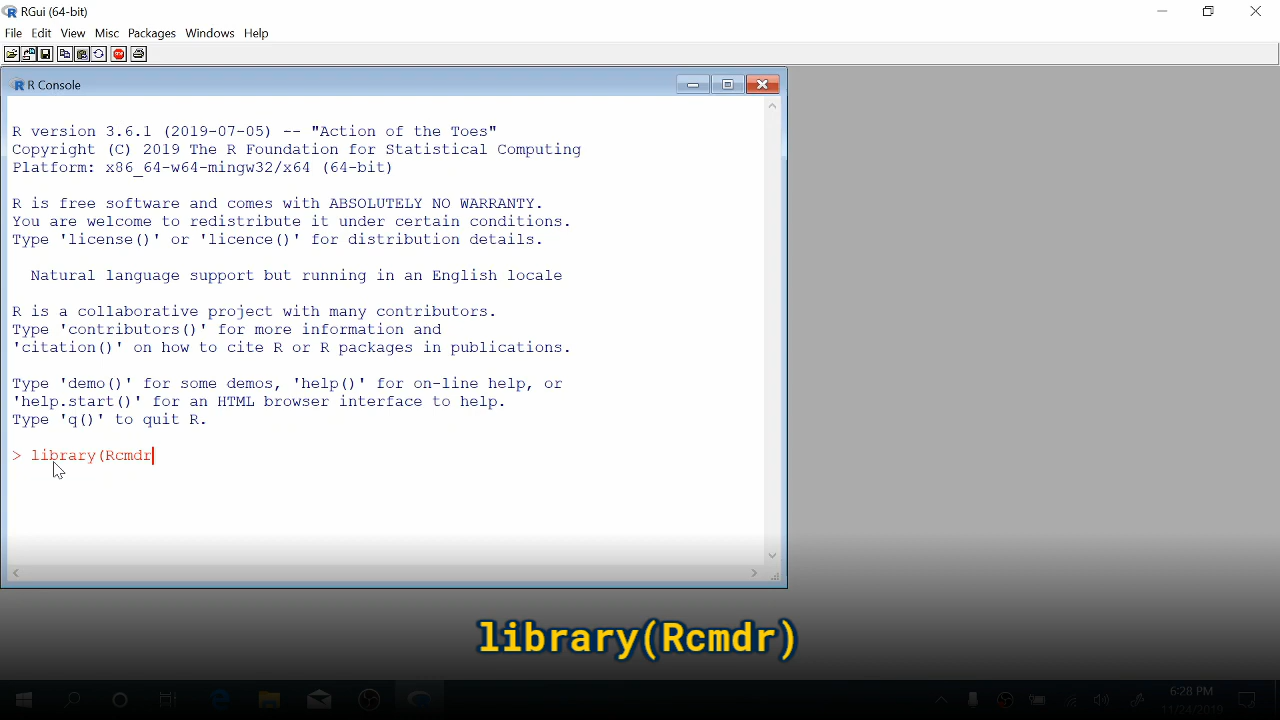 RGui (64-bit)
File Edit View Misc Packages Windows Help
STOP
R Console
R version 3.6.1 (2019-07-05) -- "Action of the Toes"
Copyright (C) 2019 The R Foundation for Statistical Computing
Platform: x86_64-w64-mingw32/x64 (64-bit)
R is free software and comes with ABSOLUTELY NO WARRANTY.
You are welcome to redistribute it under certain conditions.
Type 'license()' or 'licence()' for distribution details.
Natural language support but running in an English locale
R is a collaborative project with many contributors.
Type 'contributors()' for more information and
'citation()' on how to cite R or R packages in publications.
Type 'demo()' for some demos, 'help()' for on-line help, or
'help.start()' for an HTML browser interface to help.
Type 'q()' to quit R.
> library(Rcmdr
library(Rcmdr)
6:28 PM
11/24/2019